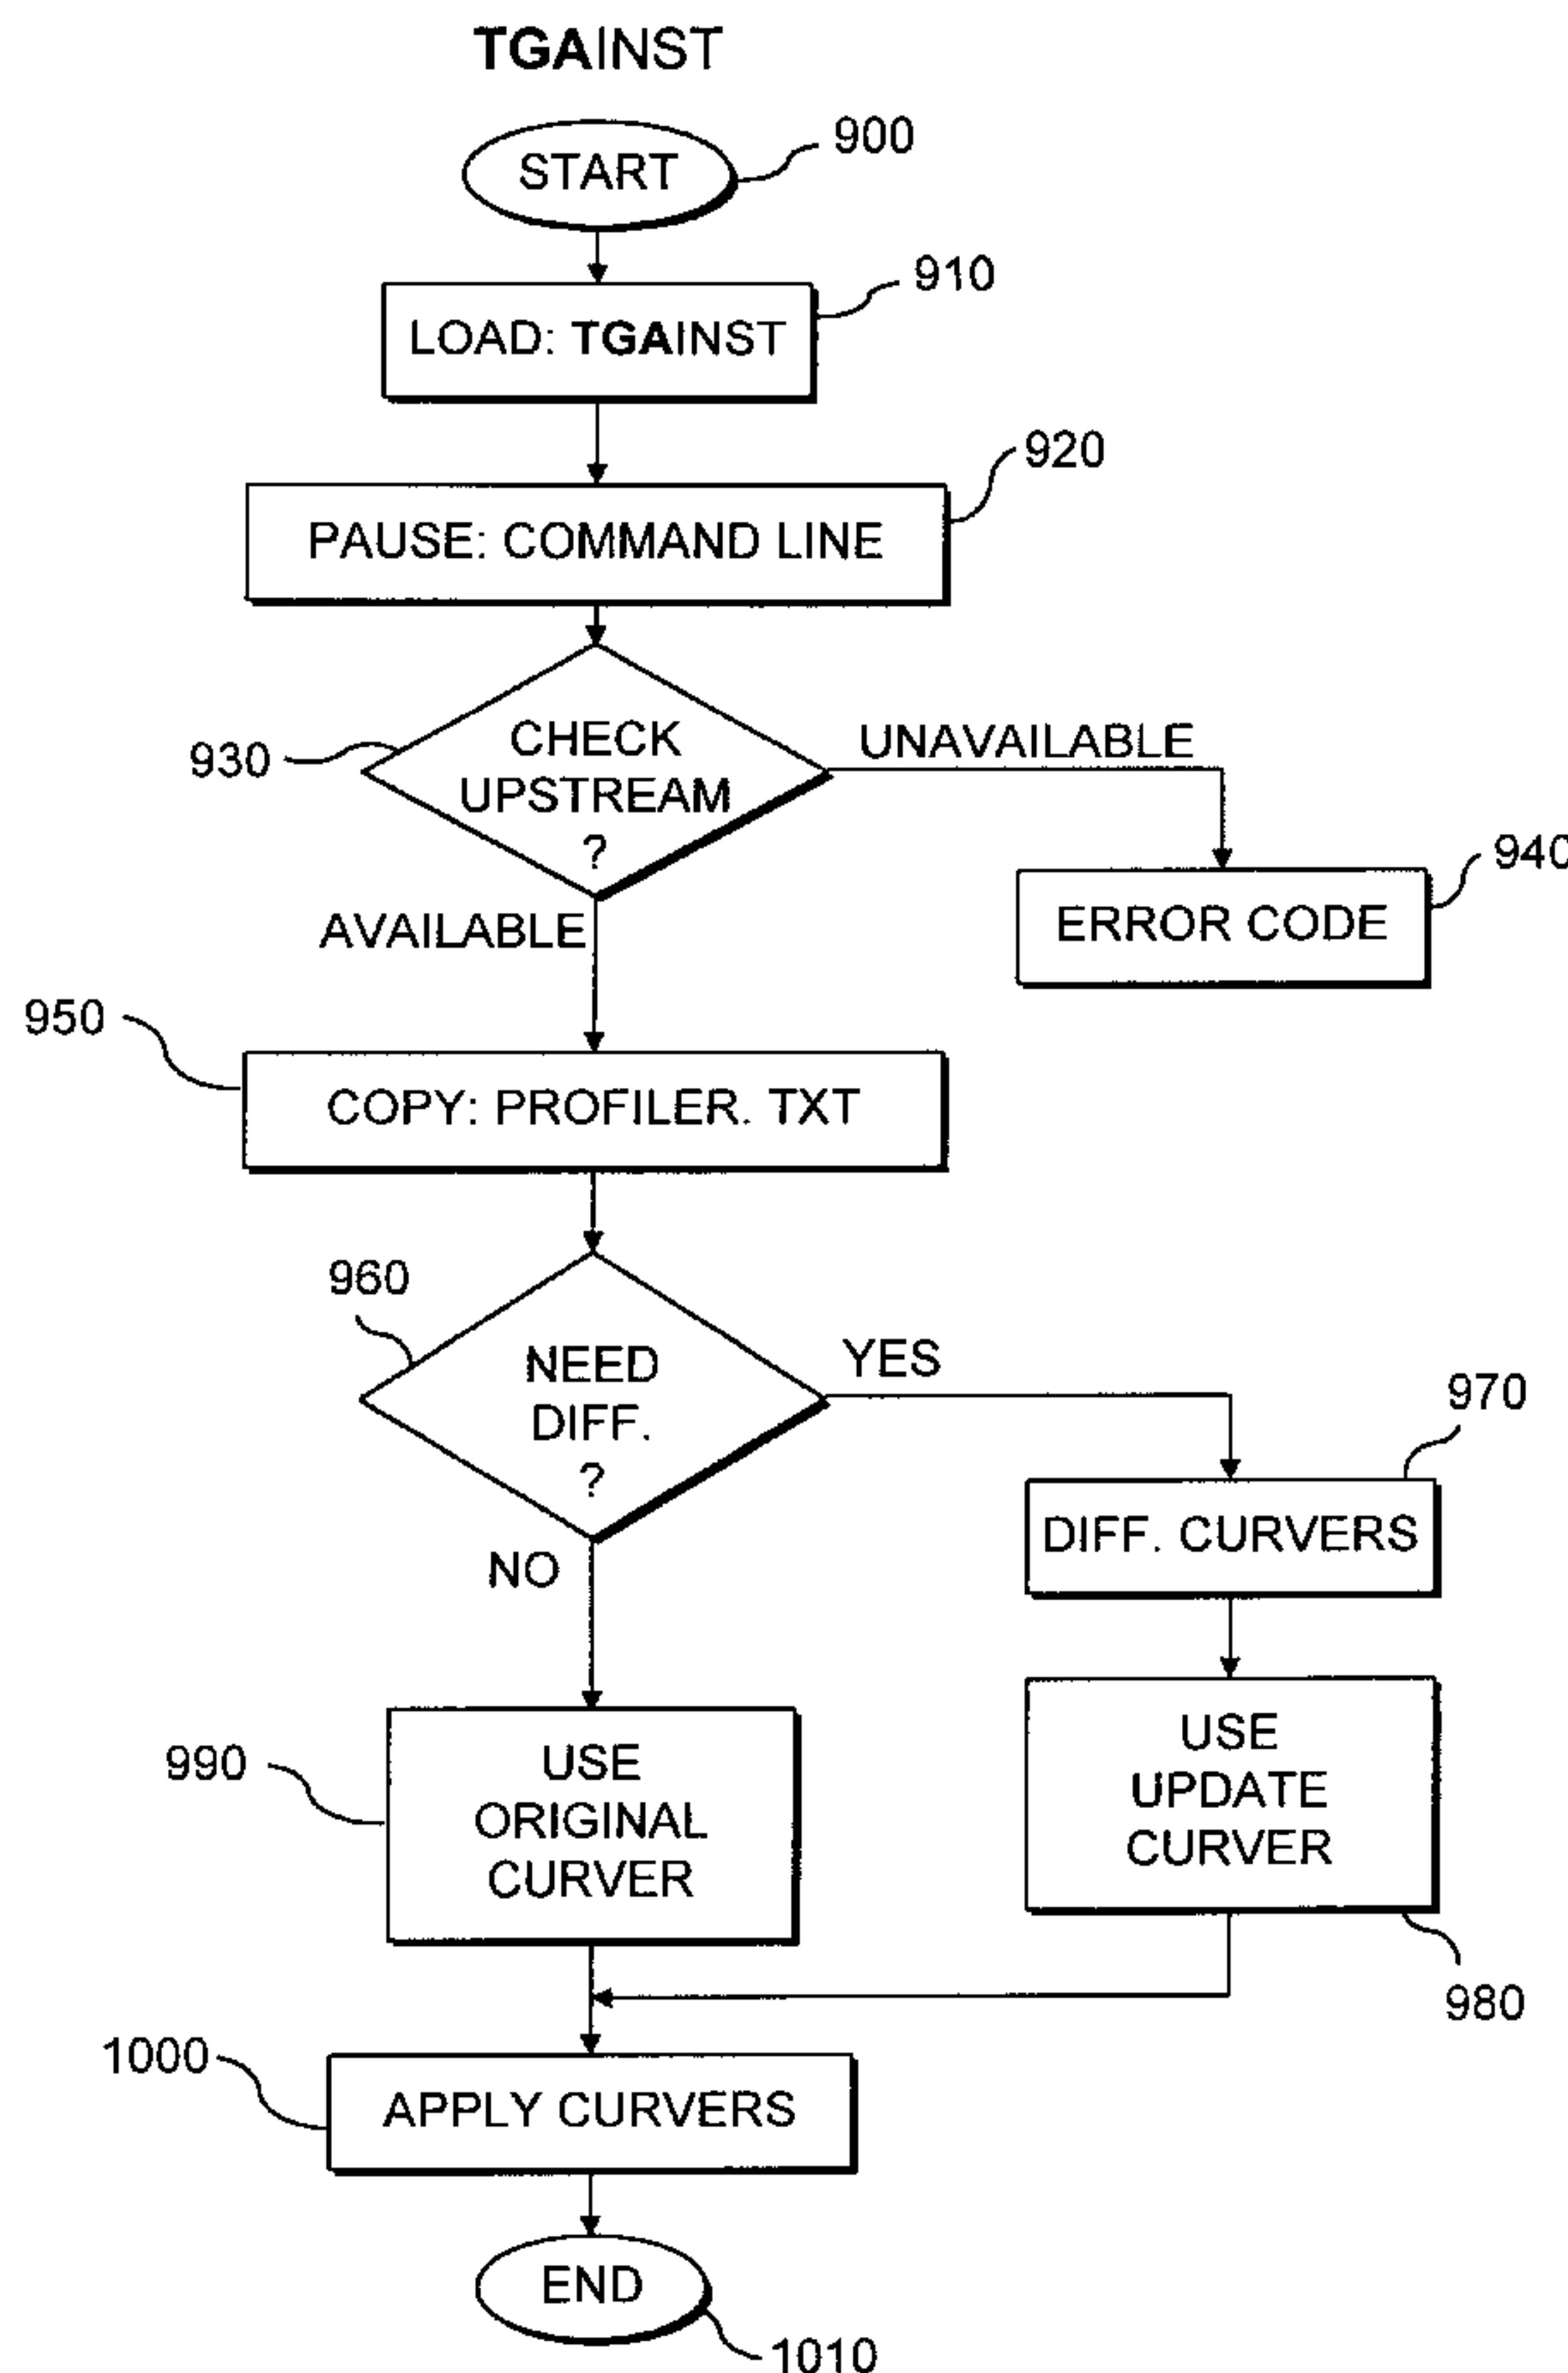 TGAINST
START
900
LOAD: TGAINST
910
PAUSE: COMMAND LINE
920
CHECK
UPSTREAM
?
930
UNAVAILABLE
ERROR CODE
940
AVAILABLE
950
COPY: PROFILER. TXT
960
NEED
DIFF.
?
YES
970
DIFF. CURVERS
NO
USE
UPDATE
CURVER
980
990
USE
ORIGINAL
CURVER
1000
APPLY CURVERS
END
1010